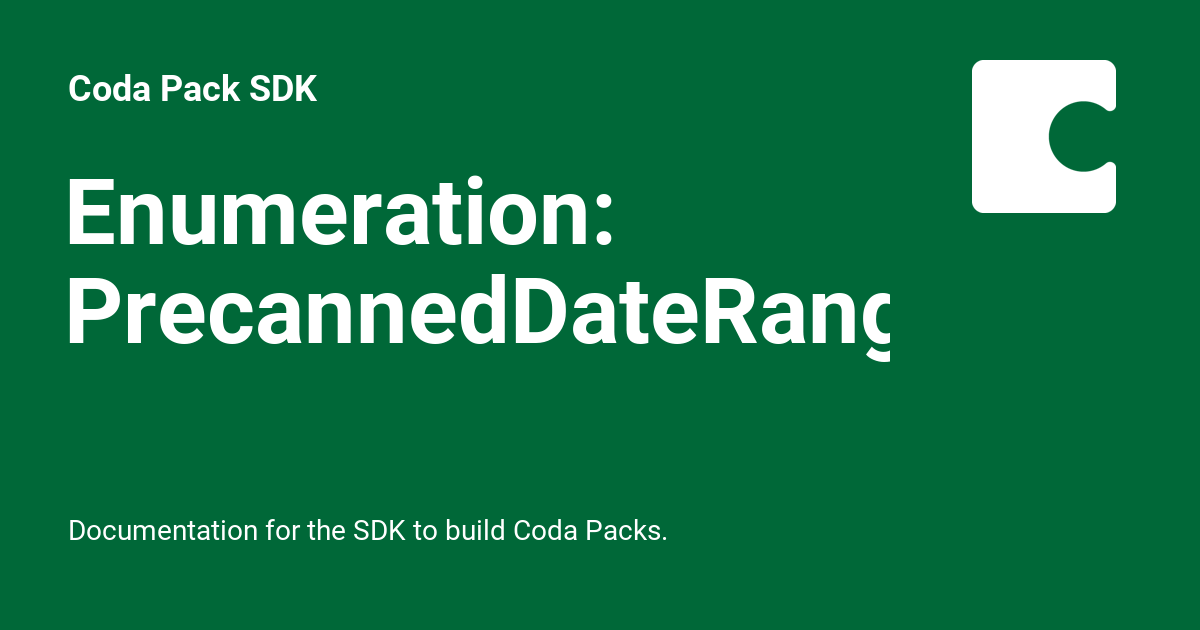 Coda Pack SDK
Enumeration:
PrecannedDateRang
Documentation for the SDK to build Coda Packs.